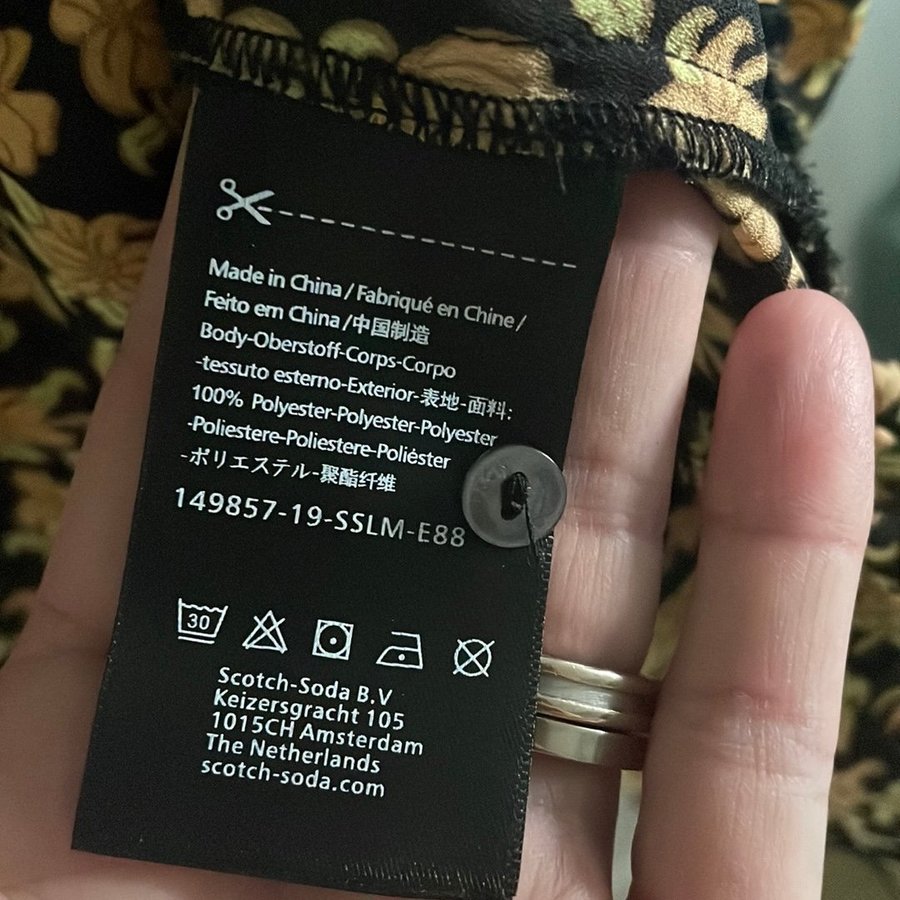 Made in China / Fabriqué en Chine /
Feito em China /中国制造
Body-Oberstoff-Corps-Corpo
-tessuto esterno-Exterior-表地-面料:
100% Polyester-Polyester-Polyester
-Poliestere-Poliestere-Poliéster
-ポリエステル-聚酯纤维
149857-19-SSLM-E88
30
Scotch-Soda B.V
Keizersgracht 105
1015CH Amsterdam
The Netherlands
scotch-soda.com